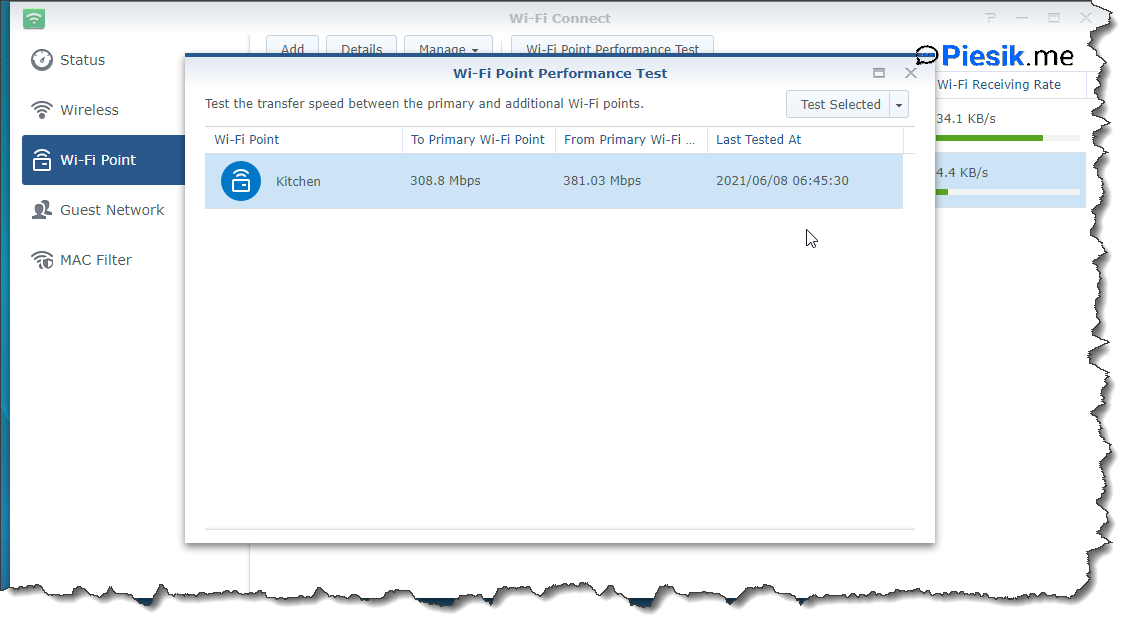 Wi-Fi Connect
Status
Wireless
Wi-Fi Point
Guest Network
MAC Filter
Add
Details
Manage
Wi-Fi Point Performance Test
Piesik.me
Wi-Fi Receiving Rate
34.1 KB/s
4.4 KB/s
Wi-Fi Point Performance Test
Test the transfer speed between the primary and additional Wi-Fi points.
Test Selected
Wi-Fi Point To Primary Wi-Fi Point From Primary Wi-Fi ... Last Tested At
Kitchen 308.8 Mbps 381.03 Mbps 2021/06/08 06:45:30